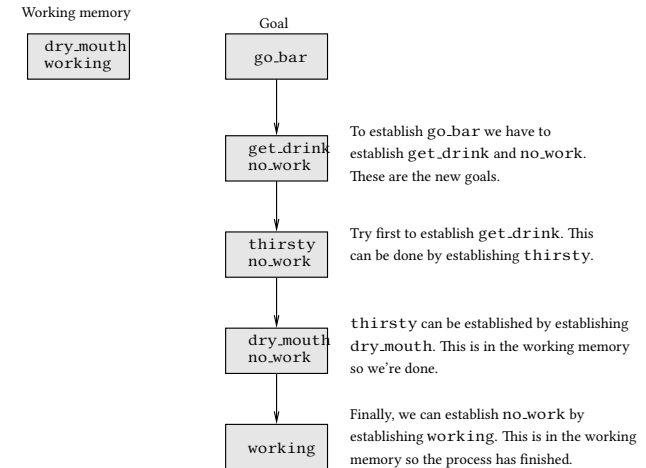 Working memory
dry_mouth
working
Goal
go_bar
get_drink
no_work
To establish go_bar we have to
establish get_drink and no_work.
These are the new goals.
thirsty
no_work
Try first to establish get_drink. This
can be done by establishing thirsty.
dry_mouth
no_work
thirsty can be established by establishing
dry_mouth. This is in the working memory
so we're done.
working
Finally, we can establish no_work by
establishing working. This is in the working
memory so the process has finished.